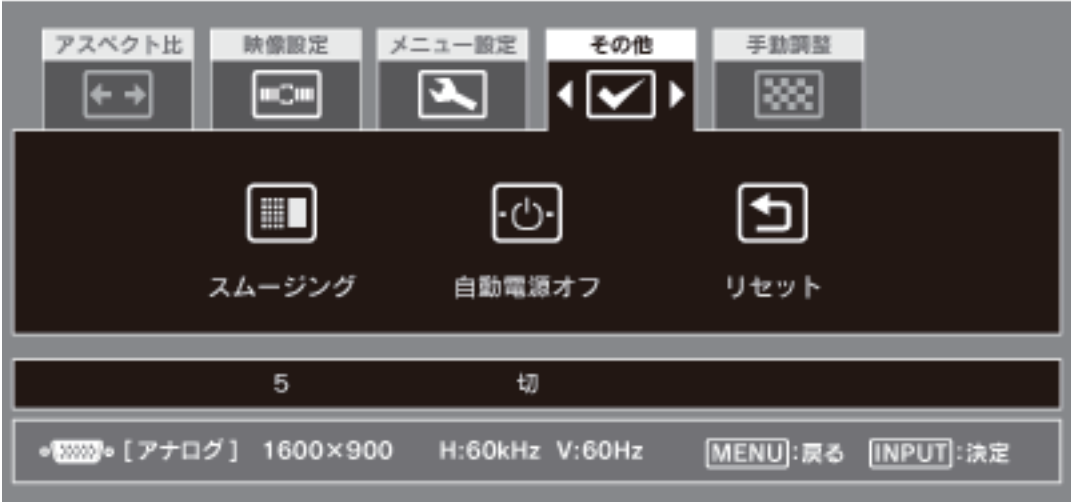 アスペクト比 映像設定 メニュー設定 その他 手動調整
スムージング 自動電源オフ リセット
5 切
[アナログ] 1600×900 H:60kHz V:60Hz MENU:戻る INPUT:決定